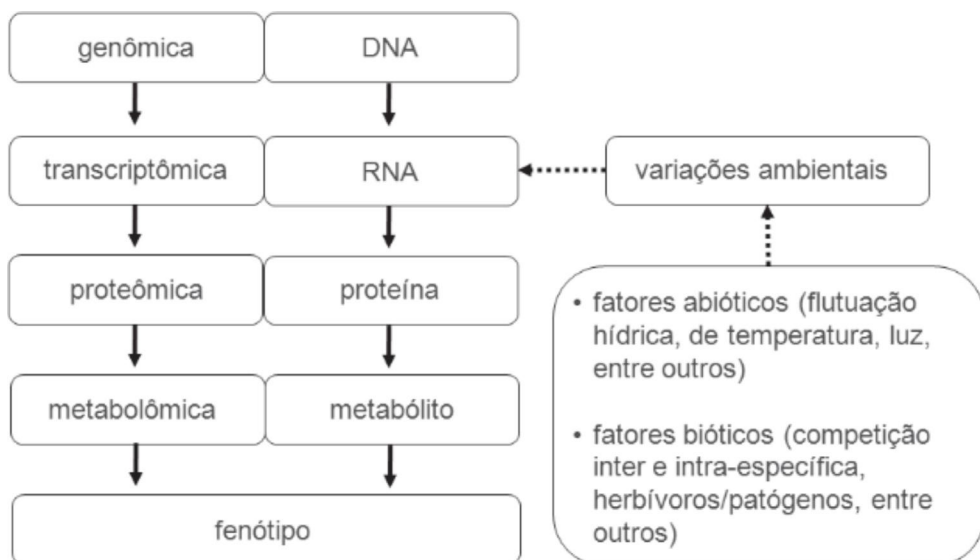 genômica
DNA
transcriptômica
RNA
variações ambientais
proteômica
proteína
metabolômica
metabólito
fenótipo
• fatores abióticos (flutuação
hídrica, de temperatura, luz,
entre outros)
• fatores bióticos (competição
inter e intra-específica,
herbívoros/patógenos, entre
outros)